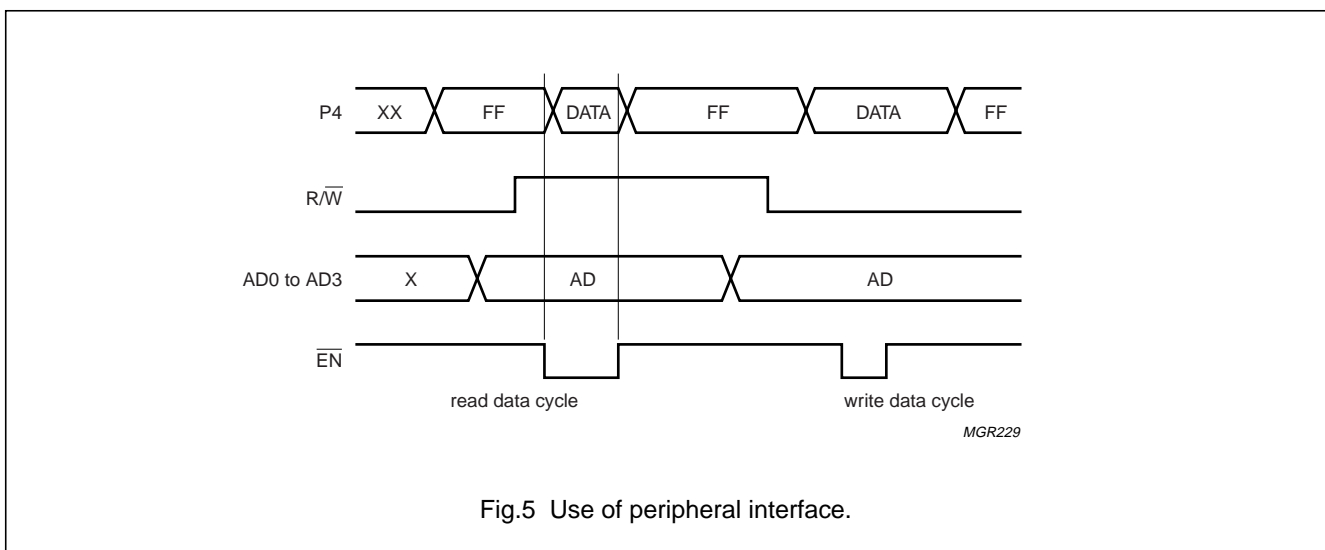 P4 XX FF DATA FF DATA FF
R/W̅
AD0 to AD3 X AD AD
E̅N̅
read data cycle write data cycle
MGR229
Fig.5 Use of peripheral interface.